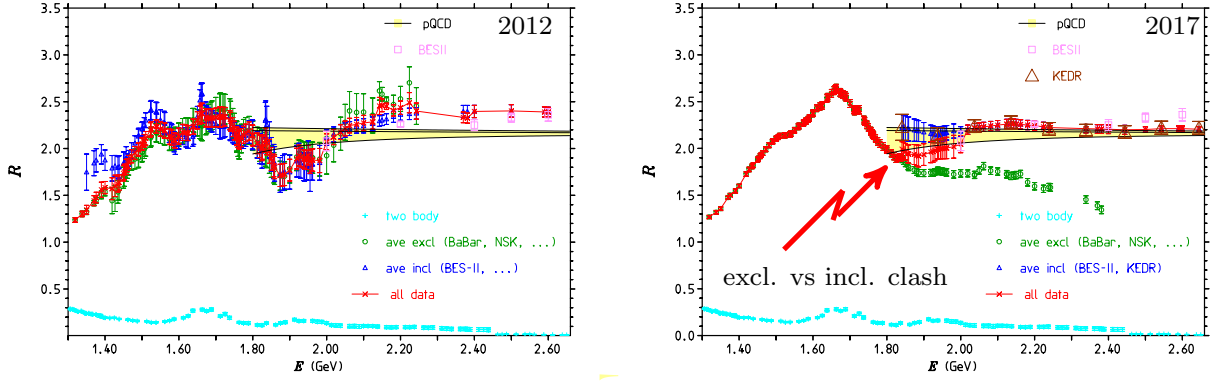 2012
pQCD
BESII
3.5
3.0
2.5
2.0
1.5
1.0
0.5
0.0
R
two body
ave excl (BaBar, NSK, ...)
ave incl (BES-II, ...)
all data
1.40 1.60 1.80 2.00 2.20 2.40 2.60
E (GeV)
2017
pQCD
BESII
KEDR
3.5
3.0
2.5
2.0
1.5
1.0
0.5
0.0
R
excl. vs incl. clash
two body
ave excl (BaBar, NSK, ...)
ave incl (BES-II, KEDR)
all data
1.40 1.60 1.80 2.00 2.20 2.40 2.60
E (GeV)